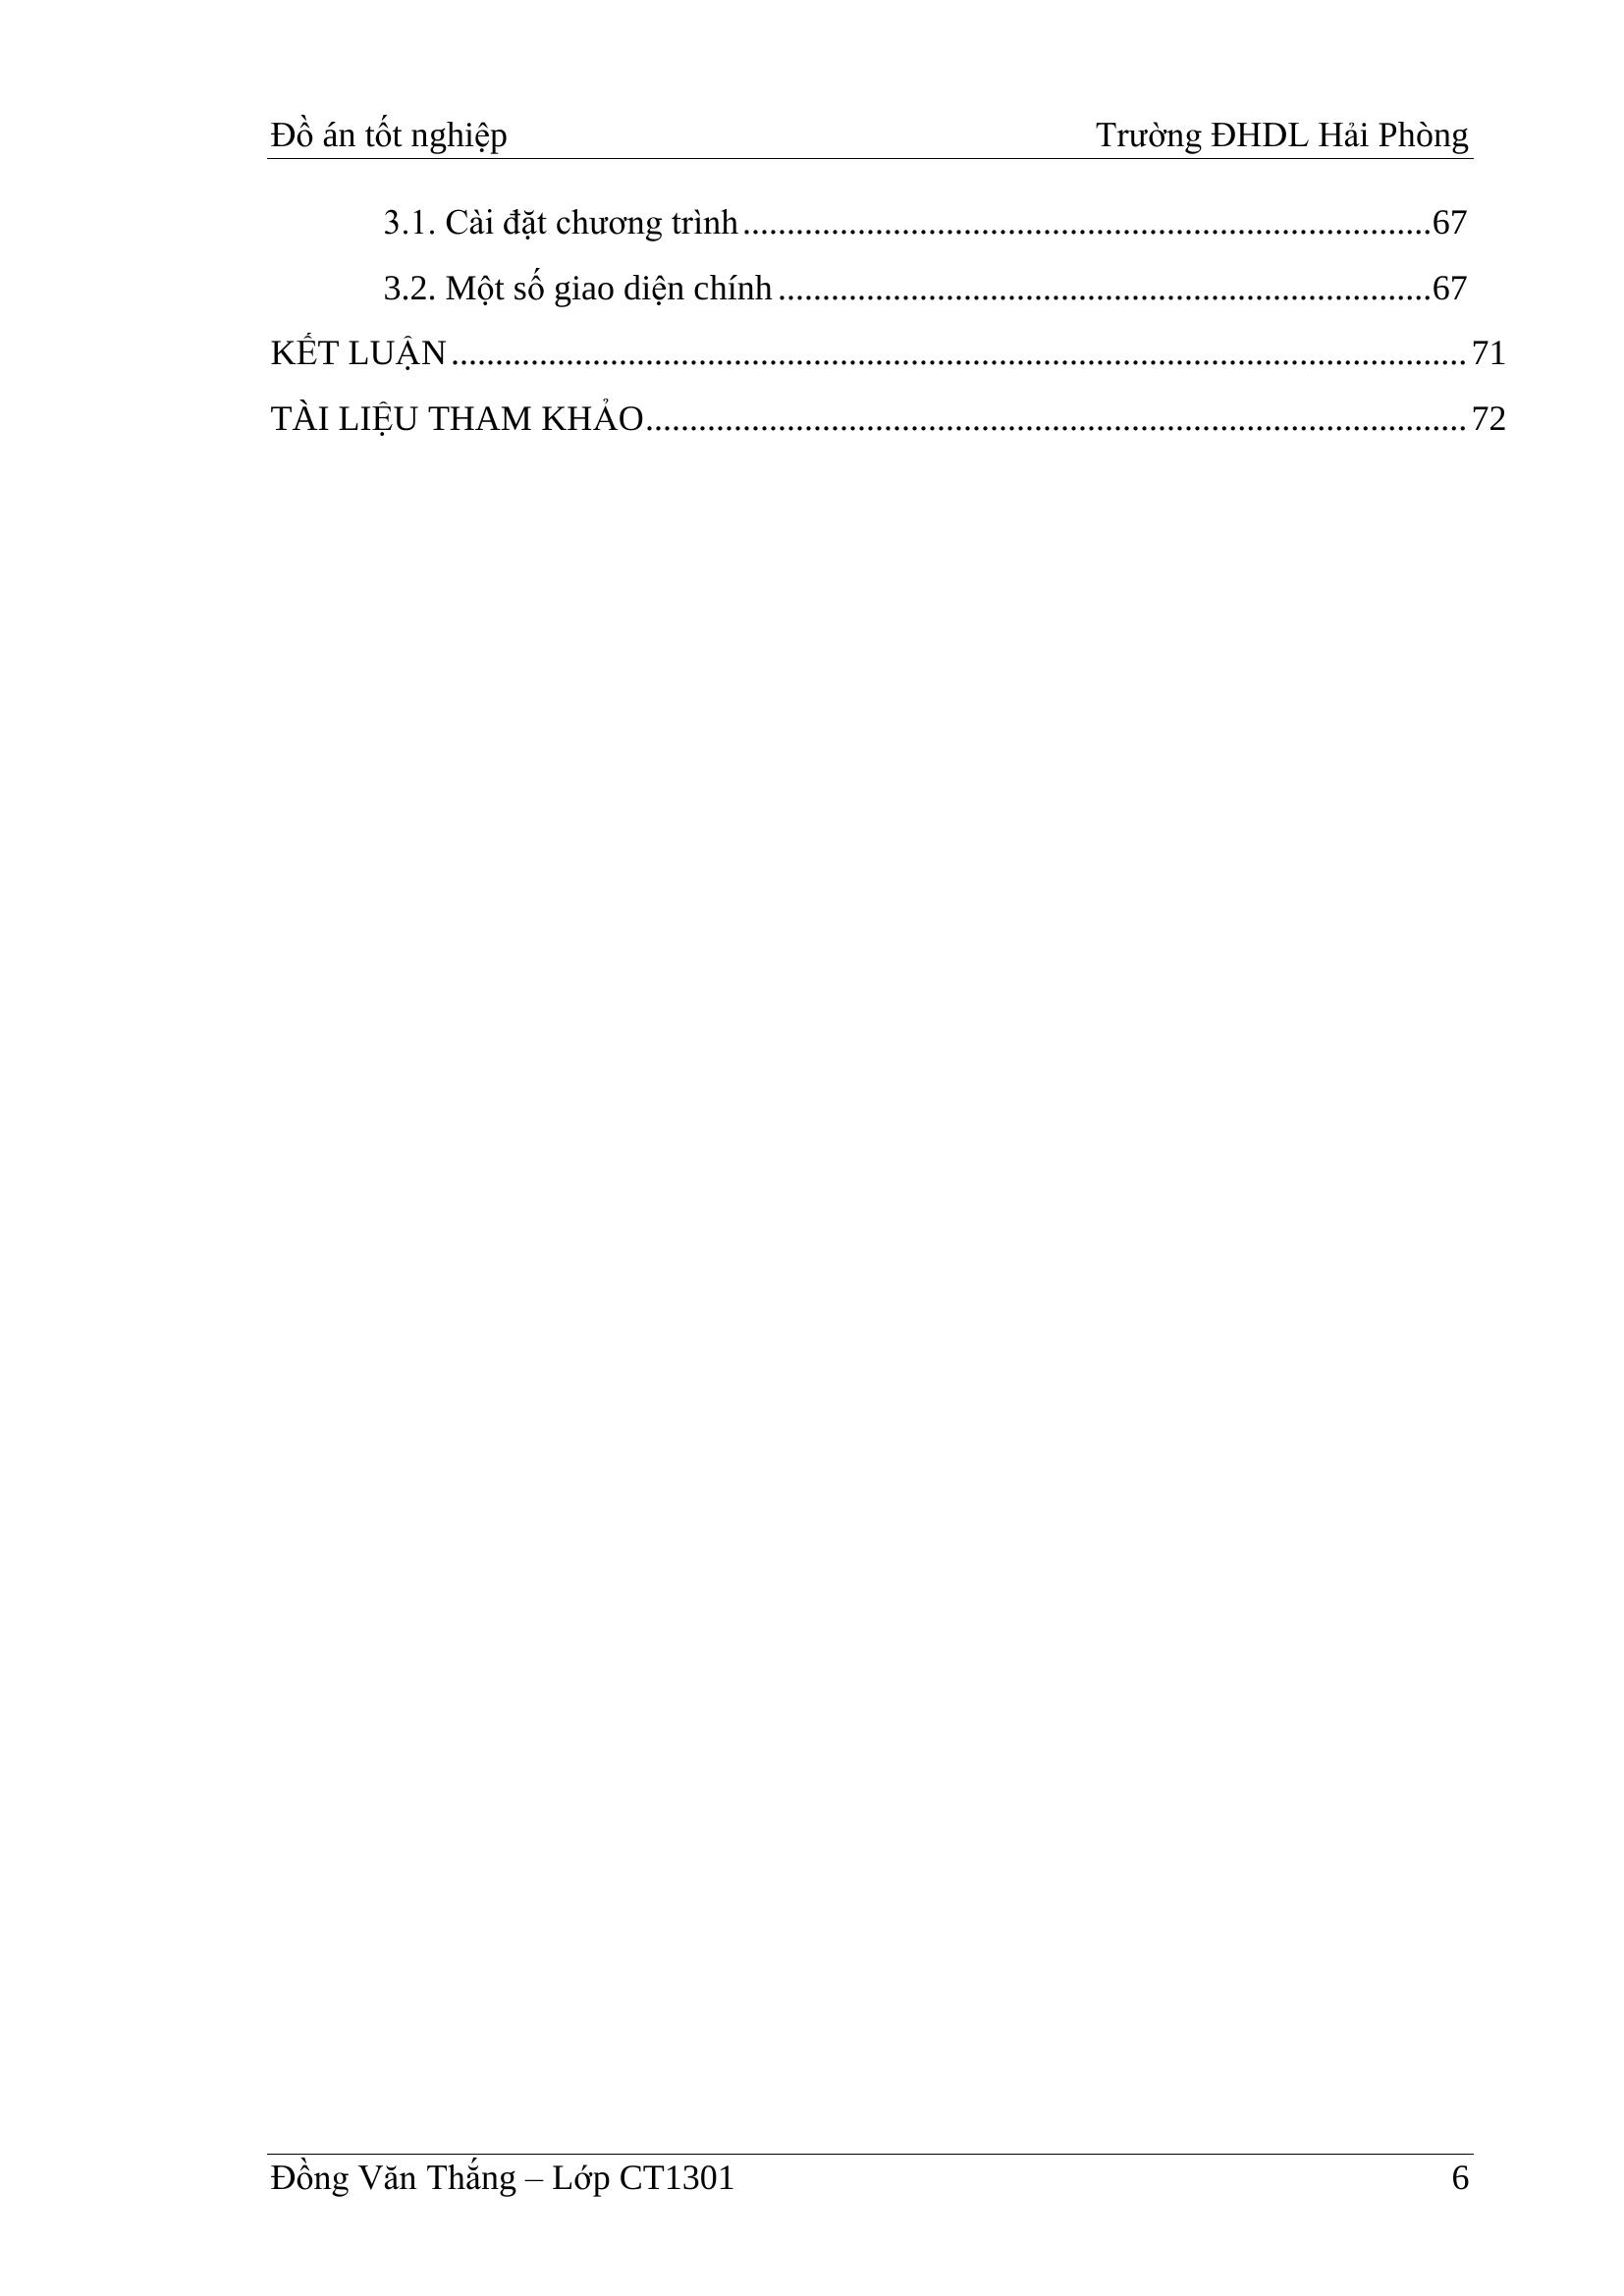 Đồ án tốt nghiệp Trường ĐHDL Hải Phòng
3.1. Cài đặt chương trình..............................................................................67
3.2. Một số giao diện chính..........................................................................67
KẾT LUẬN...................................................................................................................71
TÀI LIỆU THAM KHẢO.............................................................................................72
Đồng Văn Thắng – Lớp CT1301 6